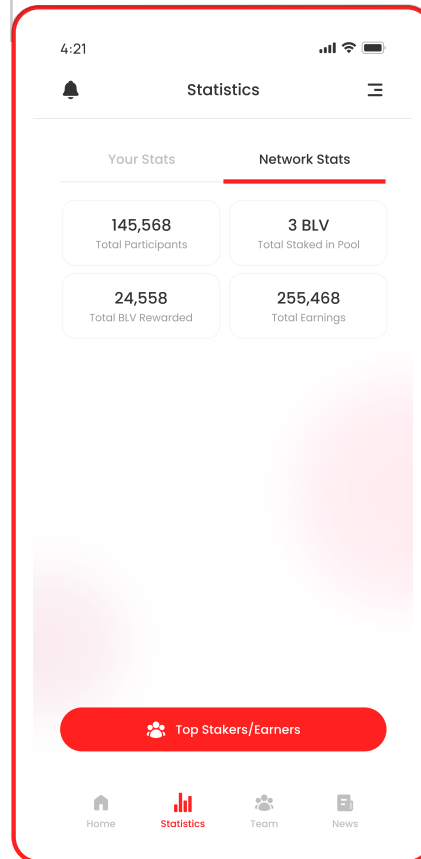 4:21
Statistics
Your Stats Network Stats
145,568 3 BLV
Total Participants Total Staked in Pool
24,558 255,468
Total BLV Rewarded Total Earnings
Top Stakers/Earners
Home Statistics Team News